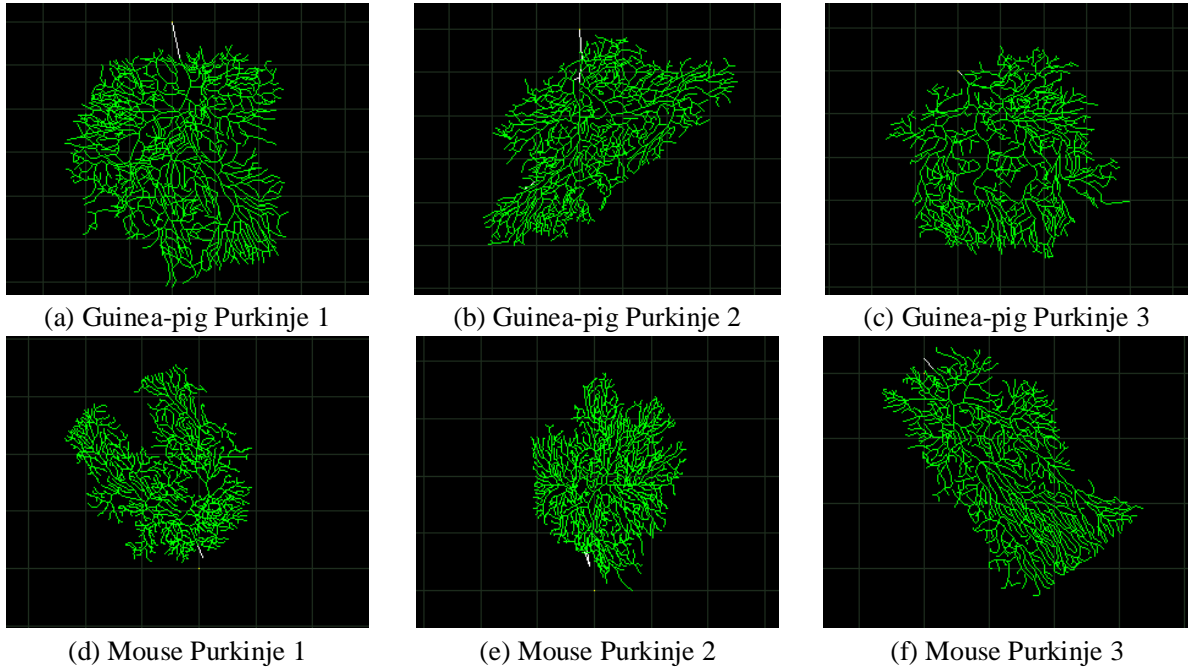 (a) Guinea-pig Purkinje 1
(b) Guinea-pig Purkinje 2
(c) Guinea-pig Purkinje 3
(d) Mouse Purkinje 1
(e) Mouse Purkinje 2
(f) Mouse Purkinje 3